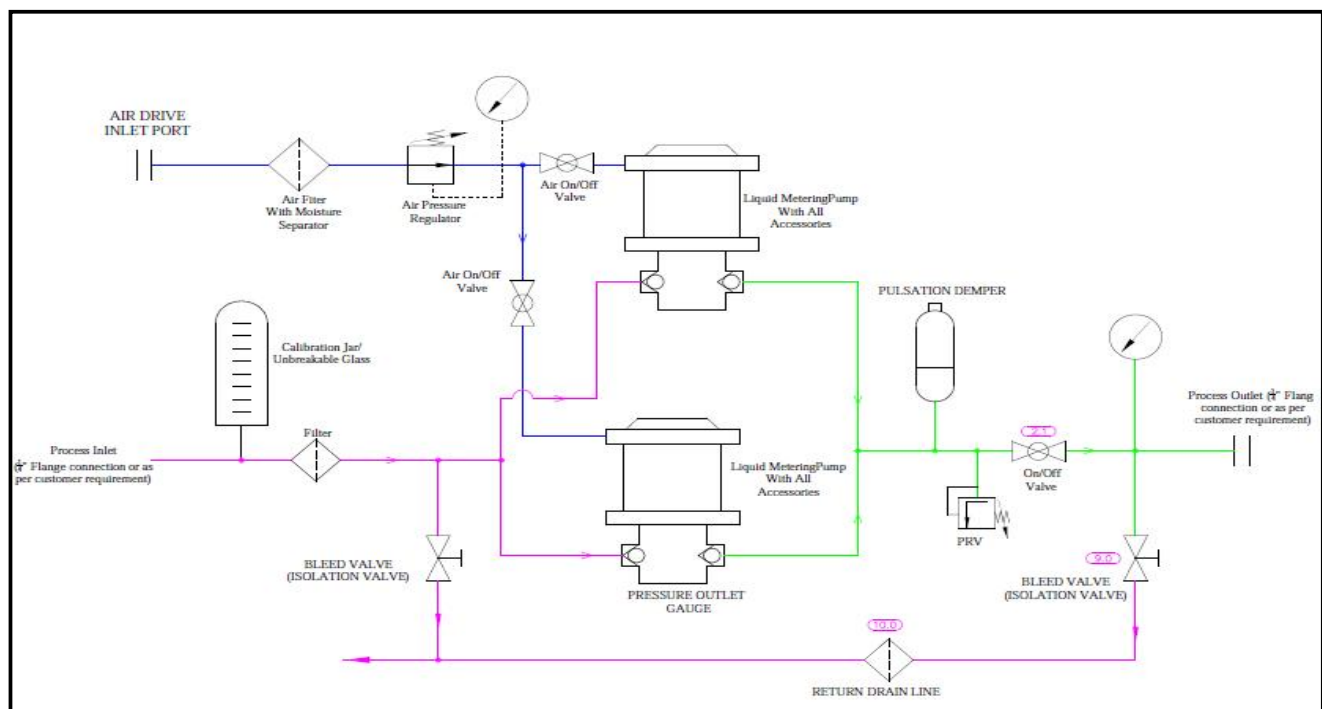 AIR DRIVE
INLET PORT
Air Filter
With Moisture
Separator
Air Pressure
Regulator
Air On/Off
Valve
Liquid MeteringPump
With All
Accessories
Air On/Off
Valve
PULSATION DEMPER
Calibration Jar/
Unbreakable Glass
Process Outlet ( " Flang
connection or as per
customer requirement)
Filter
Process Inlet
( " Flange connection or as
per customer requirement)
Liquid MeteringPump
With All
Accessories
2.1
On/Off
Valve
PRV
BLEED VALVE
(ISOLATION VALVE)
9.0
BLEED VALVE
(ISOLATION VALVE)
PRESSURE OUTLET
GAUGE
10.0
RETURN DRAIN LINE